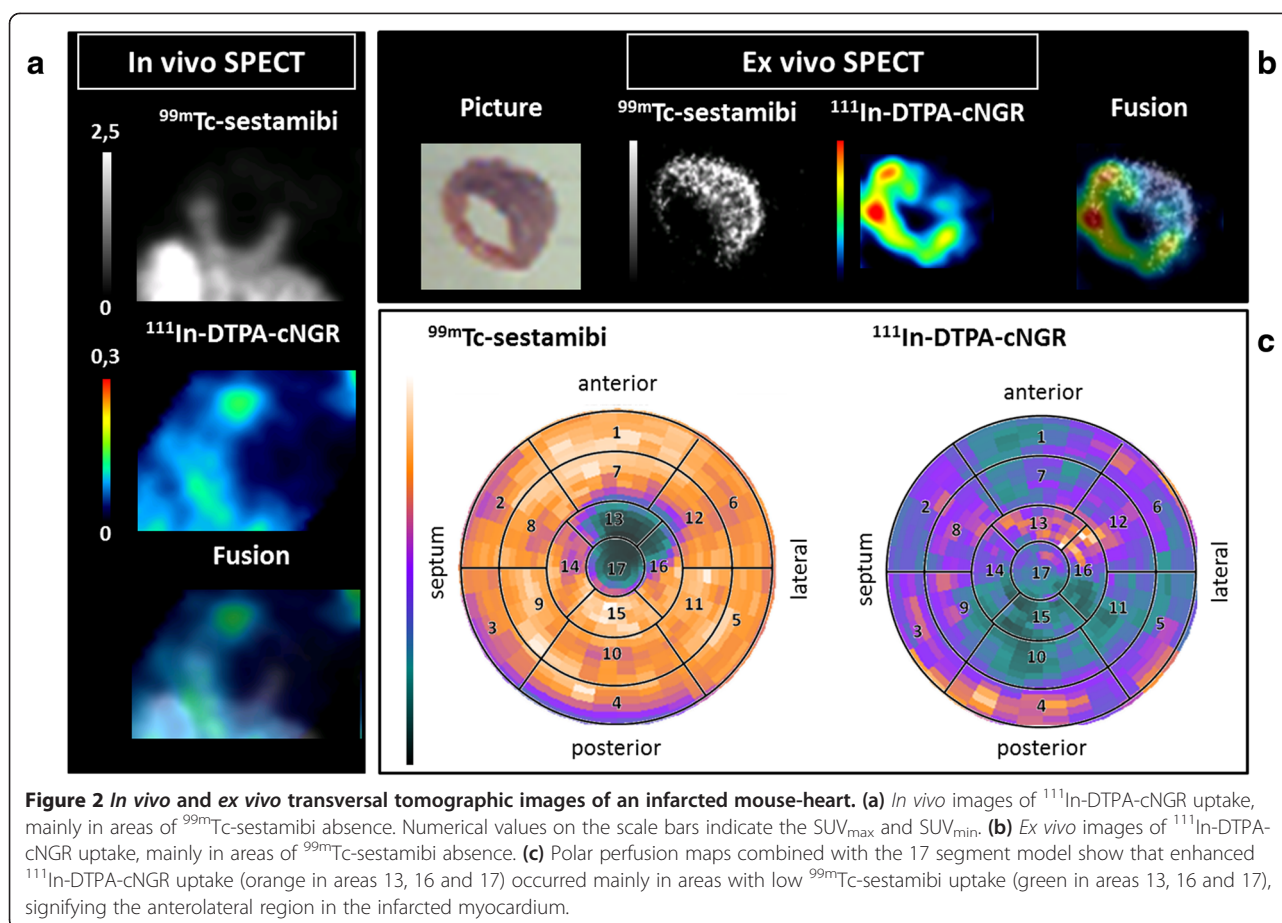 a
In vivo SPECT
99mTc-sestamibi
2,5
0
111In-DTPA-cNGR
0,3
0
Fusion
b
Ex vivo SPECT
Picture
99mTc-sestamibi
111In-DTPA-cNGR
Fusion
c
99mTc-sestamibi
anterior
septum
lateral
posterior
1
2
3
4
5
6
7
8
9
10
11
12
13
14
15
16
17
111In-DTPA-cNGR
anterior
septum
lateral
posterior
1
2
3
4
5
6
7
8
9
10
11
12
13
14
15
16
17
Figure 2 In vivo and ex vivo transversal tomographic images of an infarcted mouse-heart. (a) In vivo images of 111In-DTPA-cNGR uptake,
mainly in areas of 99mTc-sestamibi absence. Numerical values on the scale bars indicate the SUVmax and SUVmin. (b) Ex vivo images of 111In-DTPA-
cNGR uptake, mainly in areas of 99mTc-sestamibi absence. (c) Polar perfusion maps combined with the 17 segment model show that enhanced
111In-DTPA-cNGR uptake (orange in areas 13, 16 and 17) occurred mainly in areas with low 99mTc-sestamibi uptake (green in areas 13, 16 and 17),
signifying the anterolateral region in the infarcted myocardium.